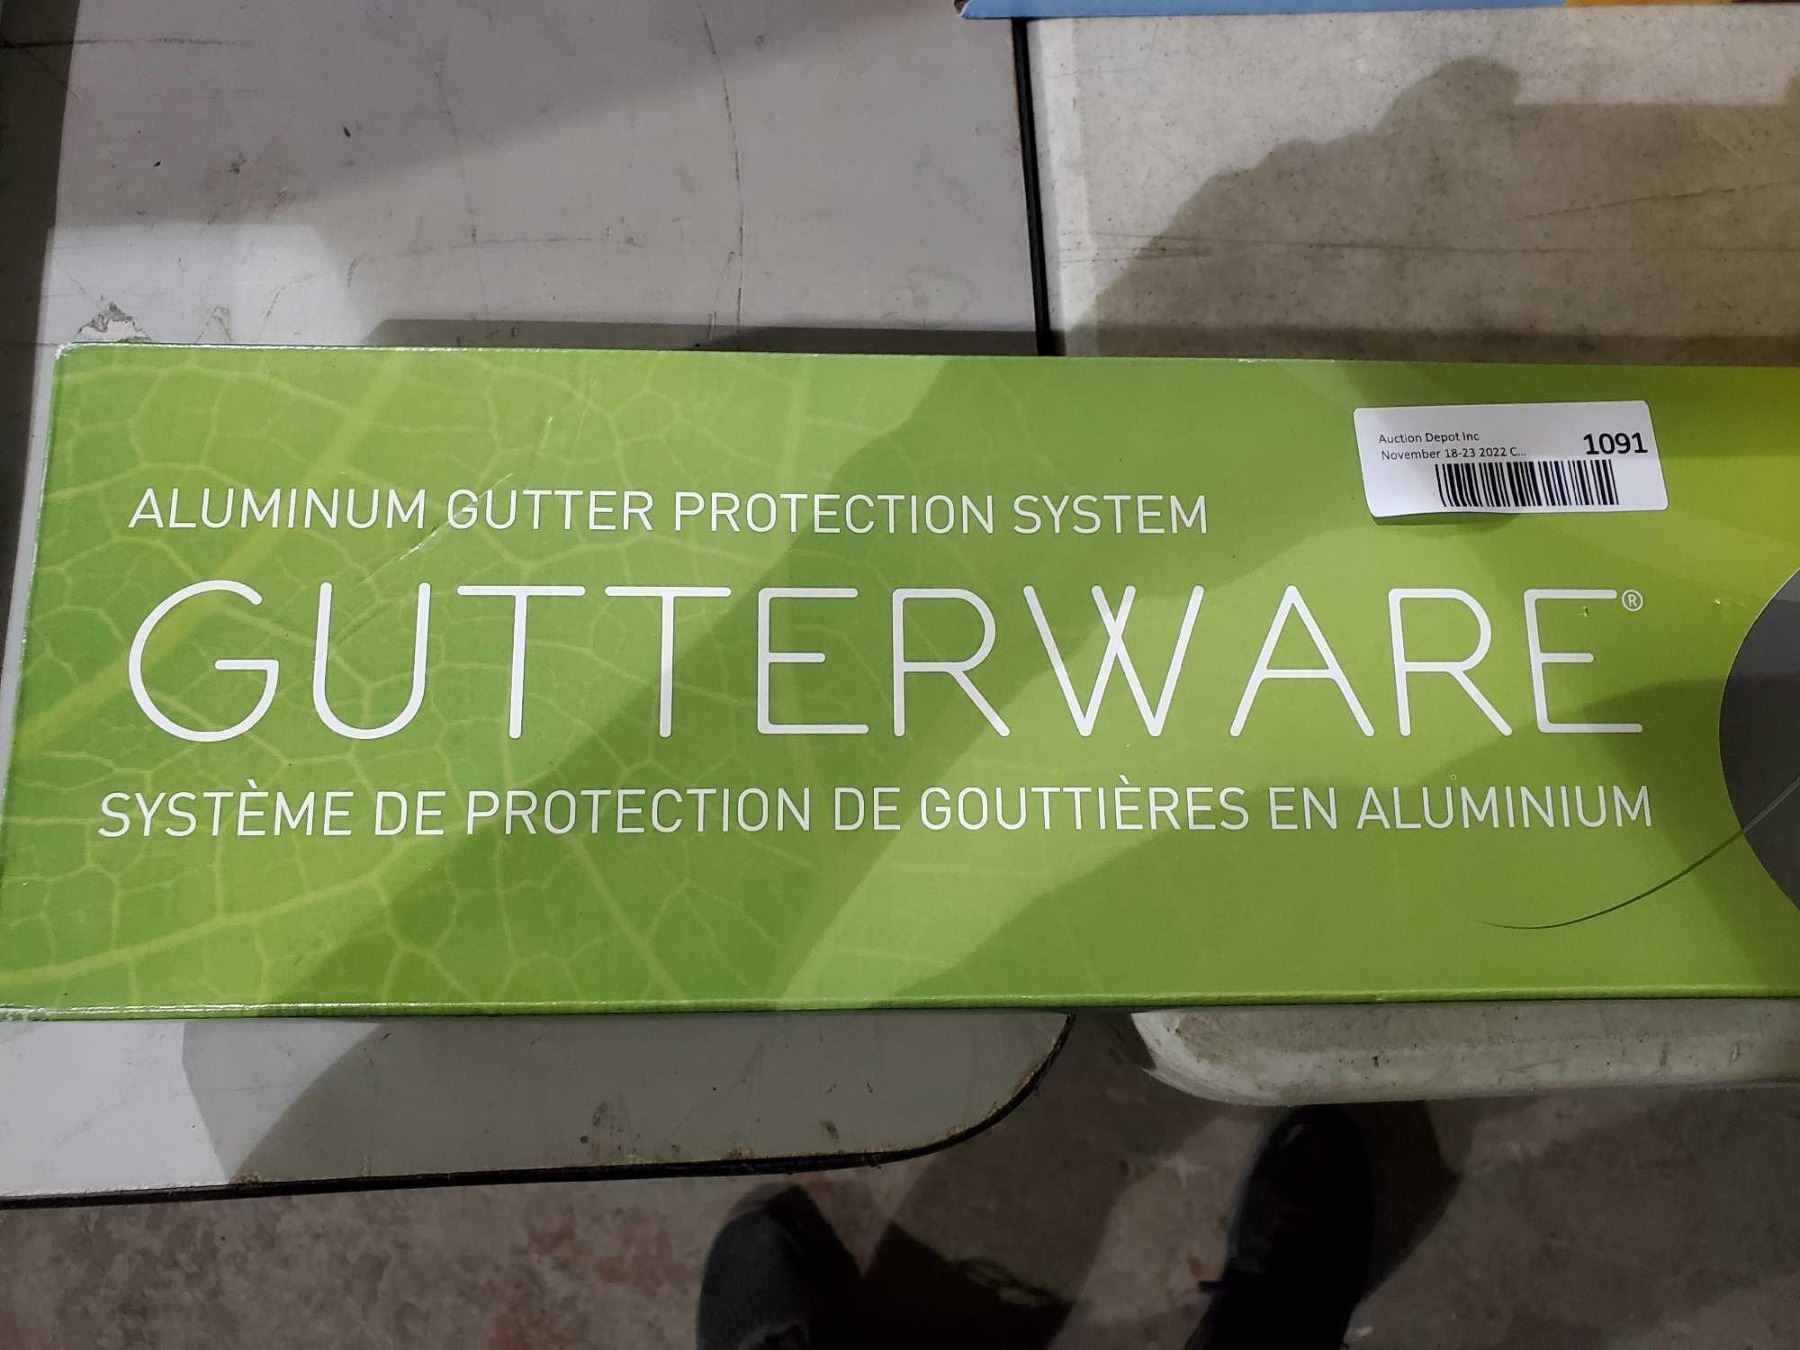 Auction Depot Inc
November 18-23 2022 C...
1091
ALUMINUM GUTTER PROTECTION SYSTEM
GUTTERWARE®
SYSTÈME DE PROTECTION DE GOUTTIÈRES EN ALUMINIUM